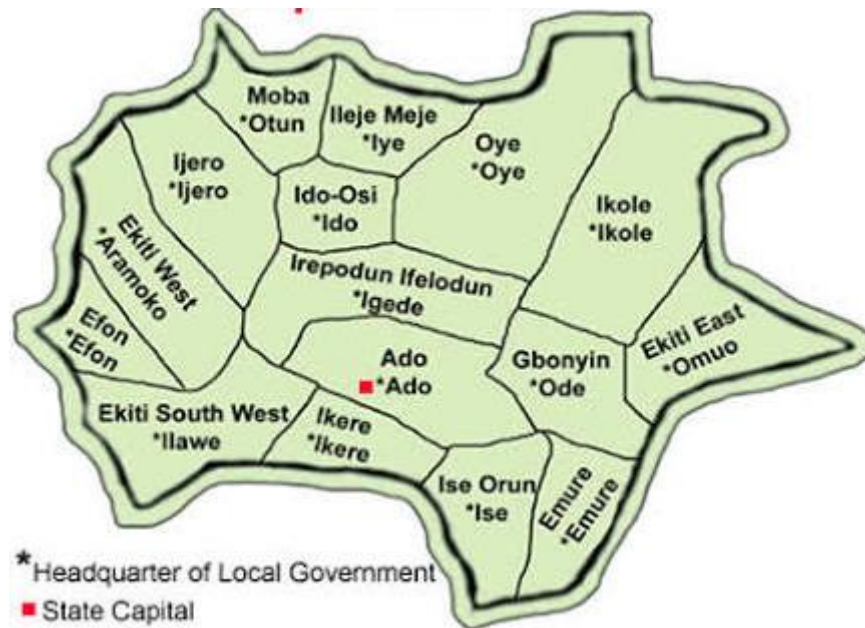 Moba
*Otun
Ileje Meje
*Iye
Oye
*Oye
Ijero
*Ijero
Ido-Osi
*Ido
Ikole
*Ikole
Ekiti West
*Aramoko
Irepodun Ifelodun
*Igede
Efon
*Efon
Ado
*Ado
Gbonyin
*Ode
Ekiti East
*Omuo
Ekiti South West
*Ilawe
Ikere
*Ikere
Ise Orun
*Ise
Emure
*Emure
*Headquarter of Local Government
State Capital